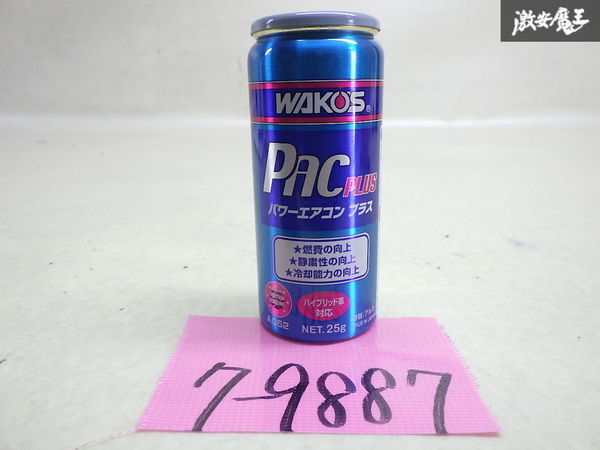 激安魔王
WAKO'S®
PAC PLUS
パワーエアコン プラス
★燃費の向上
★静粛性の向上
★冷却能力の向上
ハイブリッド車
対応
A052
NET. 25g
7-9887